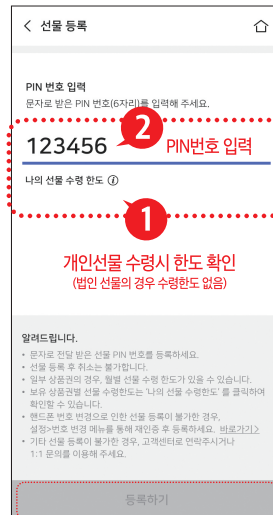 < 선물 등록
PIN 번호 입력
문자로 받은 PIN 번호(6자리)를 입력해 주세요.
123456 2 PIN번호 입력
나의 선물 수령 한도 i
1
개인선물 수령시 한도 확인
(법인 선물의 경우 수령한도 없음)
알려드립니다.
• 문자로 전달 받은 선물 PIN 번호를 등록하세요.
• 선물 등록 후 취소는 불가합니다.
• 일부 상품권의 경우, 월별 선물 수령 한도가 있을 수 있습니다.
• 보유 상품권별 선물 수령한도는 '나의 선물 수령한도' 를 클릭하여
확인할 수 있습니다.
• 핸드폰 번호 변경으로 인한 선물 등록이 불가한 경우,
설정>번호 변경 메뉴를 통해 재인증 후 등록하세요. 바로가기>
• 기타 선물 등록이 불가한 경우, 고객센터로 연락주시거나
1:1 문의를 이용해 주세요.
등록하기